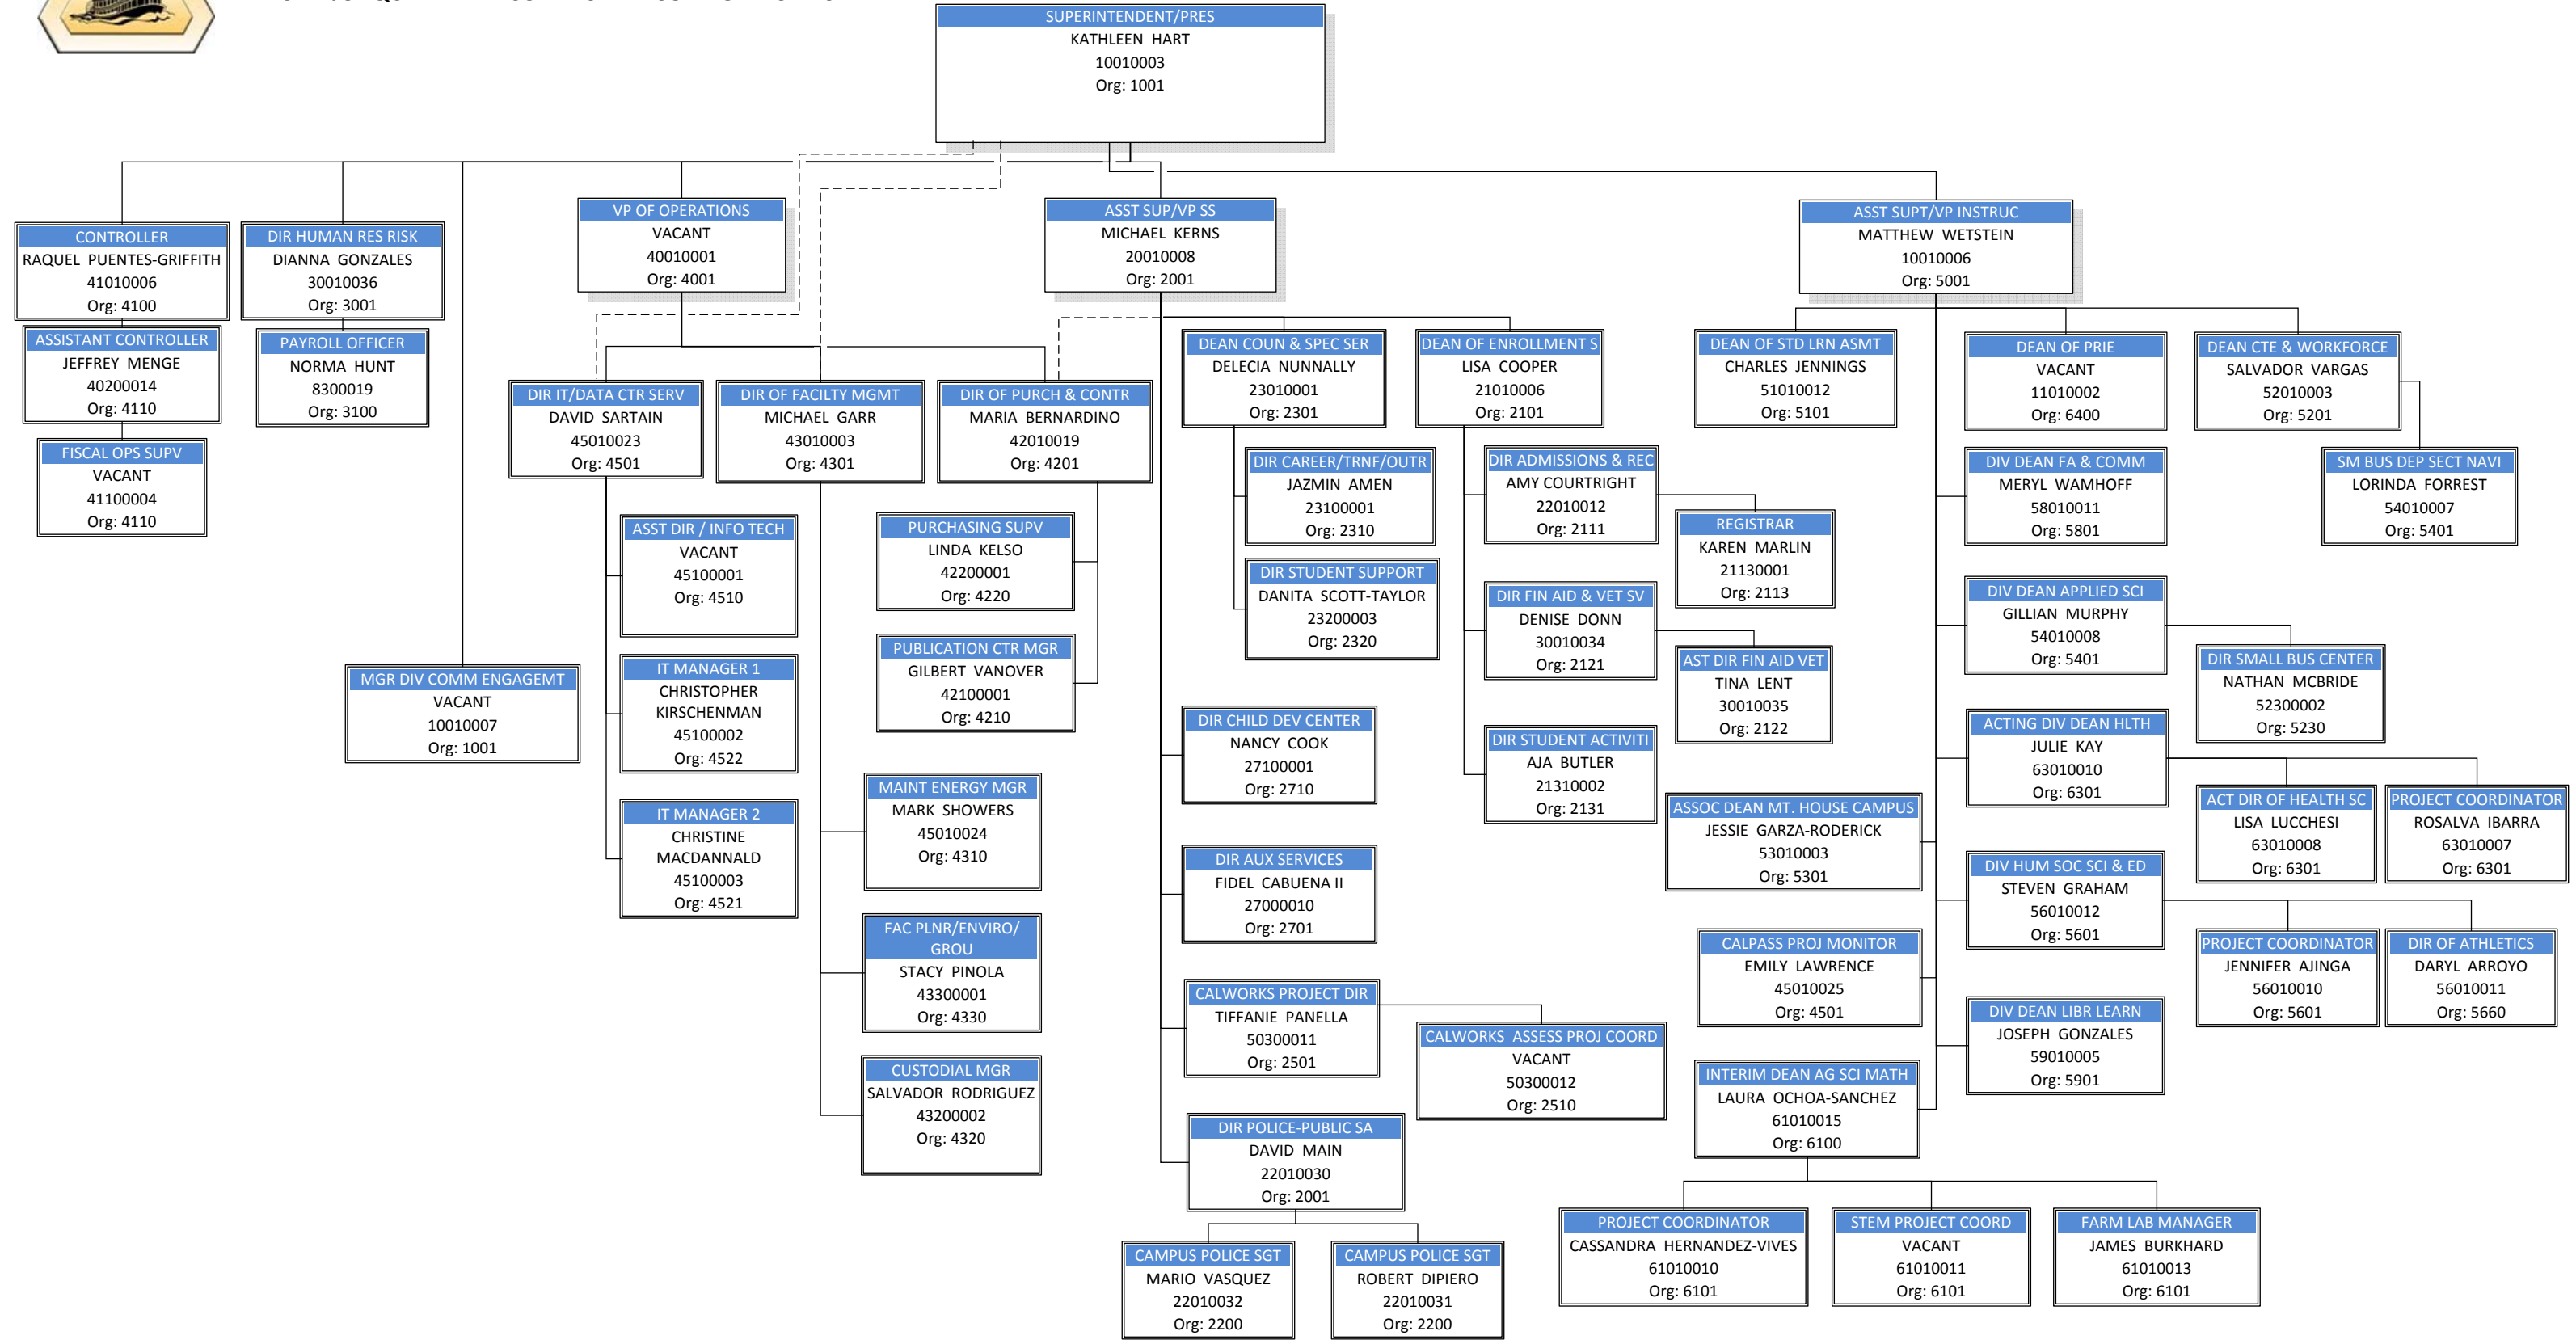 SUPERINTENDENT/PRES
KATHLEEN HART
10010003
Org: 1001
CONTROLLER
RAQUEL PUENTES-GRIFFITH
41010006
Org: 4100
ASSISTANT CONTROLLER
JEFFREY MENGE
40200014
Org: 4110
FISCAL OPS SUPV
VACANT
41100004
Org: 4110
DIR HUMAN RES RISK
DIANNA GONZALES
30010036
Org: 3001
PAYROLL OFFICER
NORMA HUNT
8300019
Org: 3100
MGR DIV COMM ENGAGEMT
VACANT
10010007
Org: 1001
VP OF OPERATIONS
VACANT
40010001
Org: 4001
DIR IT/DATA CTR SERV
DAVID SARTAIN
45010023
Org: 4501
ASST DIR / INFO TECH
VACANT
45100001
Org: 4510
IT MANAGER 1
CHRISTOPHER
KIRSCHENMAN
45100002
Org: 4522
IT MANAGER 2
CHRISTINE
MACDANNALD
45100003
Org: 4521
DIR OF FACILTY MGMT
MICHAEL GARR
43010003
Org: 4301
MAINT ENERGY MGR
MARK SHOWERS
45010024
Org: 4310
FAC PLNR/ENVIRO/
GROU
STACY PINOLA
43300001
Org: 4330
CUSTODIAL MGR
SALVADOR RODRIGUEZ
43200002
Org: 4320
DIR OF PURCH & CONTR
MARIA BERNARDINO
42010019
Org: 4201
PURCHASING SUPV
LINDA KELSO
42200001
Org: 4220
PUBLICATION CTR MGR
GILBERT VANOVER
42100001
Org: 4210
ASST SUP/VP SS
MICHAEL KERNS
20010008
Org: 2001
DEAN COUN & SPEC SER
DELECIA NUNNALLY
23010001
Org: 2301
DIR CAREER/TRNF/OUTR
JAZMIN AMEN
23100001
Org: 2310
DIR STUDENT SUPPORT
DANITA SCOTT-TAYLOR
23200003
Org: 2320
DEAN OF ENROLLMENT S
LISA COOPER
21010006
Org: 2101
DIR ADMISSIONS & REC
AMY COURTRIGHT
22010012
Org: 2111
REGISTRAR
KAREN MARLIN
21130001
Org: 2113
DIR FIN AID & VET SV
DENISE DONN
30010034
Org: 2121
AST DIR FIN AID VET
TINA LENT
30010035
Org: 2122
DIR STUDENT ACTIVITI
AJA BUTLER
21310002
Org: 2131
DIR CHILD DEV CENTER
NANCY COOK
27100001
Org: 2710
DIR AUX SERVICES
FIDEL CABUENA II
27000010
Org: 2701
CALWORKS PROJECT DIR
TIFFANIE PANELLA
50300011
Org: 2501
CALWORKS ASSESS PROJ COORD
VACANT
50300012
Org: 2510
DIR POLICE-PUBLIC SA
DAVID MAIN
22010030
Org: 2001
CAMPUS POLICE SGT
MARIO VASQUEZ
22010032
Org: 2200
CAMPUS POLICE SGT
ROBERT DIPIERO
22010031
Org: 2200
ASST SUPT/VP INSTRUC
MATTHEW WETSTEIN
10010006
Org: 5001
DEAN OF STD LRN ASMT
CHARLES JENNINGS
51010012
Org: 5101
DEAN OF PRIE
VACANT
11010002
Org: 6400
DEAN CTE & WORKFORCE
SALVADOR VARGAS
52010003
Org: 5201
SM BUS DEP SECT NAVI
LORINDA FORREST
54010007
Org: 5401
DIV DEAN FA & COMM
MERYL WAMHOFF
58010011
Org: 5801
DIV DEAN APPLIED SCI
GILLIAN MURPHY
54010008
Org: 5401
DIR SMALL BUS CENTER
NATHAN MCBRIDE
52300002
Org: 5230
ACTING DIV DEAN HLTH
JULIE KAY
63010010
Org: 6301
ACT DIR OF HEALTH SC
LISA LUCCHESI
63010008
Org: 6301
PROJECT COORDINATOR
ROSALVA IBARRA
63010007
Org: 6301
ASSOC DEAN MT. HOUSE CAMPUS
JESSIE GARZA-RODERICK
53010003
Org: 5301
DIV HUM SOC SCI & ED
STEVEN GRAHAM
56010012
Org: 5601
PROJECT COORDINATOR
JENNIFER AJINGA
56010010
Org: 5601
DIR OF ATHLETICS
DARYL ARROYO
56010011
Org: 5660
CALPASS PROJ MONITOR
EMILY LAWRENCE
45010025
Org: 4501
DIV DEAN LIBR LEARN
JOSEPH GONZALES
59010005
Org: 5901
INTERIM DEAN AG SCI MATH
LAURA OCHOA-SANCHEZ
61010015
Org: 6100
PROJECT COORDINATOR
CASSANDRA HERNANDEZ-VIVES
61010010
Org: 6101
STEM PROJECT COORD
VACANT
61010011
Org: 6101
FARM LAB MANAGER
JAMES BURKHARD
61010013
Org: 6101